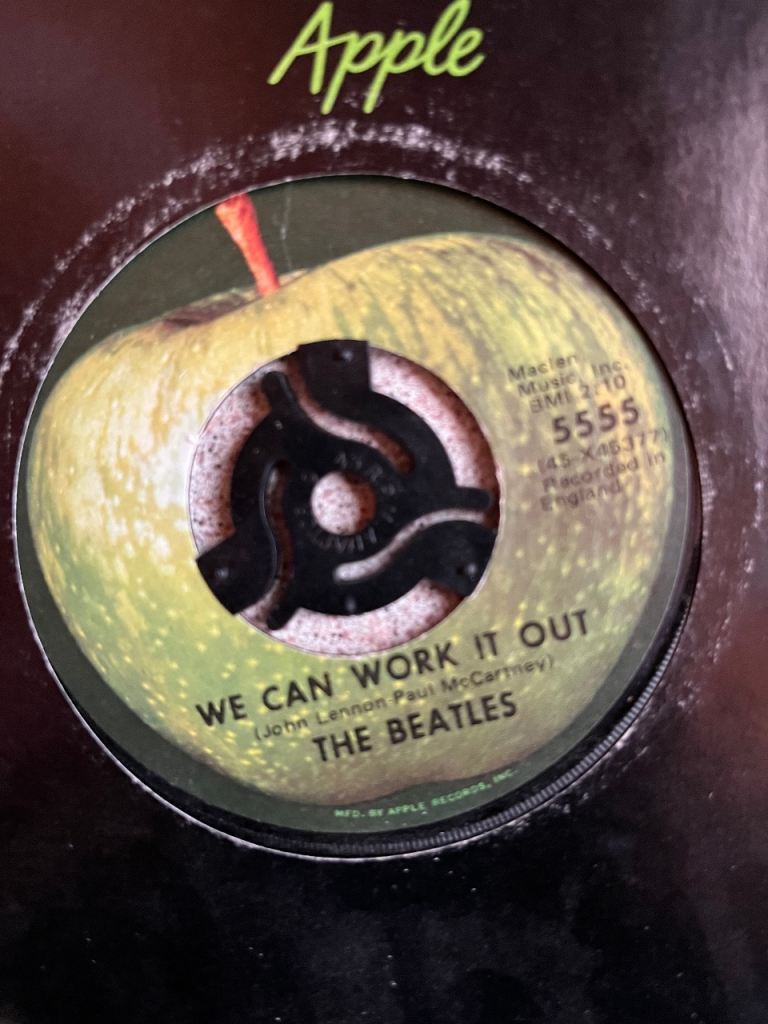 Apple
Maclen
Music, Inc.
BMI 2:10
5555
(45-X46377)
Recorded in
England
WE CAN WORK IT OUT
(John Lennon-Paul McCartney)
THE BEATLES
MFD. BY APPLE RECORDS, INC.